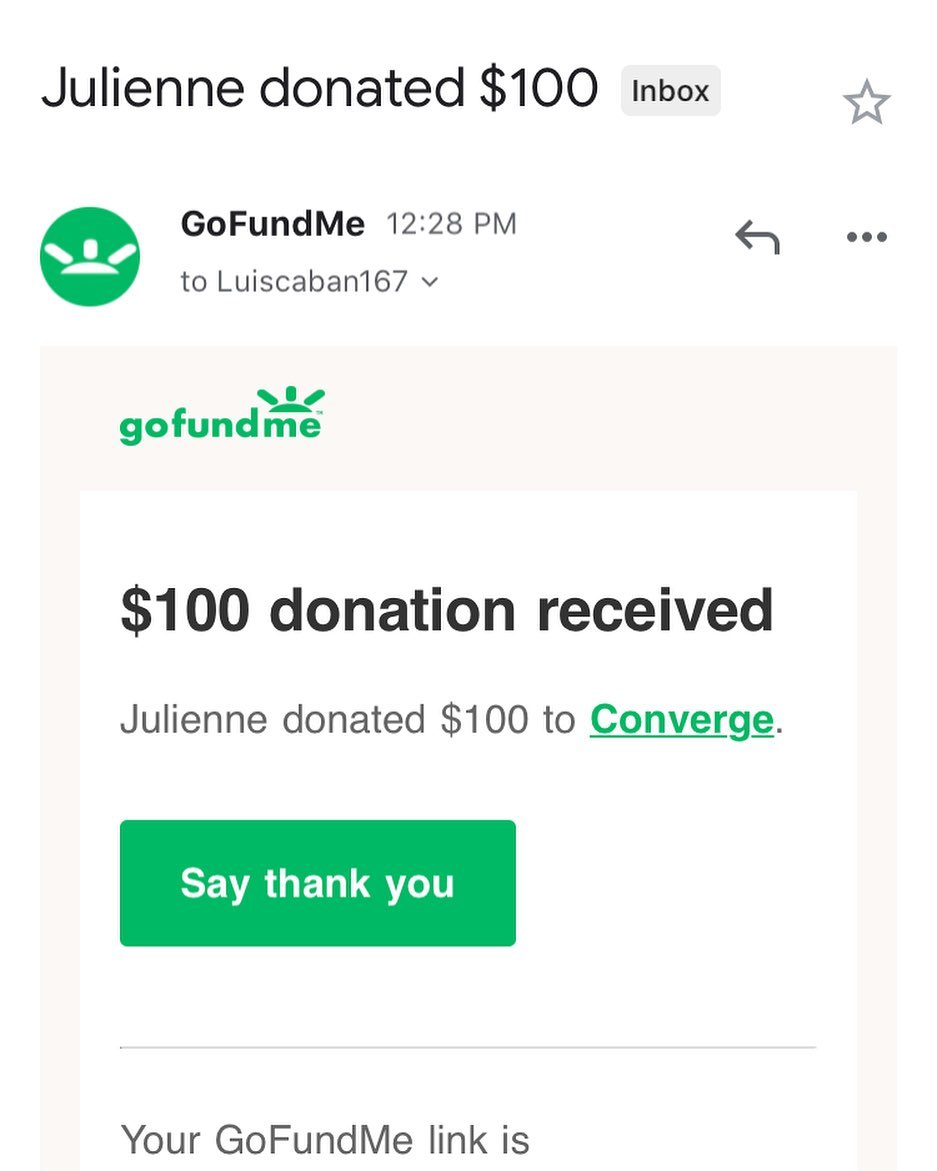 Julienne donated $100 Inbox
GoFundMe 12:28 PM
to Luiscaban167
gofundme™
$100 donation received
Julienne donated $100 to Converge.
Say thank you
Your GoFundMe link is